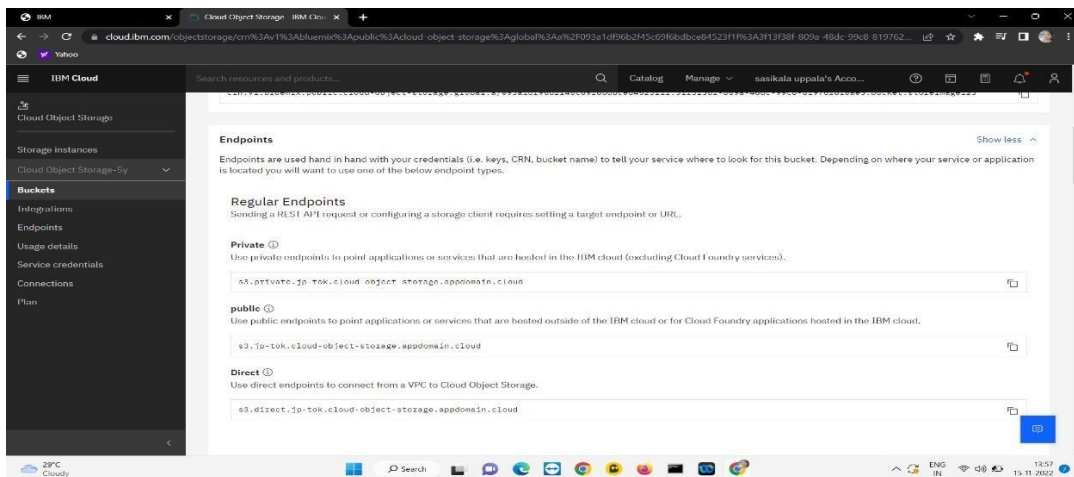 IBM
Cloud Object Storage - IBM Clou
cloud.ibm.com/objectstorage/crn%3Av1%3Abluemix%3Apublic%3Acloud-object-storage%3Aglobal%3Aa%2F093a1df96b2f45c69f6bdbce84523f1f%3A3f13f38f-809a-48dc-99c8-819762...
Yahoo
IBM Cloud
Search resources and products...
Catalog
Manage
sasikala uppala's Acco...
Cloud Object Storage
Storage instances
Cloud Object Storage-5y
Buckets
Integrations
Endpoints
Usage details
Service credentials
Connections
Plan
Endpoints
Show less
Endpoints are used hand in hand with your credentials (i.e. keys, CRN, bucket name) to tell your service where to look for this bucket. Depending on where your service or application
is located you will want to use one of the below endpoint types.
Regular Endpoints
Sending a REST API request or configuring a storage client requires setting a target endpoint or URL.
Private
Use private endpoints to point applications or services that are hosted in the IBM cloud (excluding Cloud Foundry services).
s3.private.jp-tok.cloud-object-storage.appdomain.cloud
public
Use public endpoints to point applications or services that are hosted outside of the IBM cloud or for Cloud Foundry applications hosted in the IBM cloud.
s3.jp-tok.cloud-object-storage.appdomain.cloud
Direct
Use direct endpoints to connect from a VPC to Cloud Object Storage.
s3.direct.jp-tok.cloud-object-storage.appdomain.cloud
29°C
Cloudy
Search
ENG
IN
13:57
15-11-2022